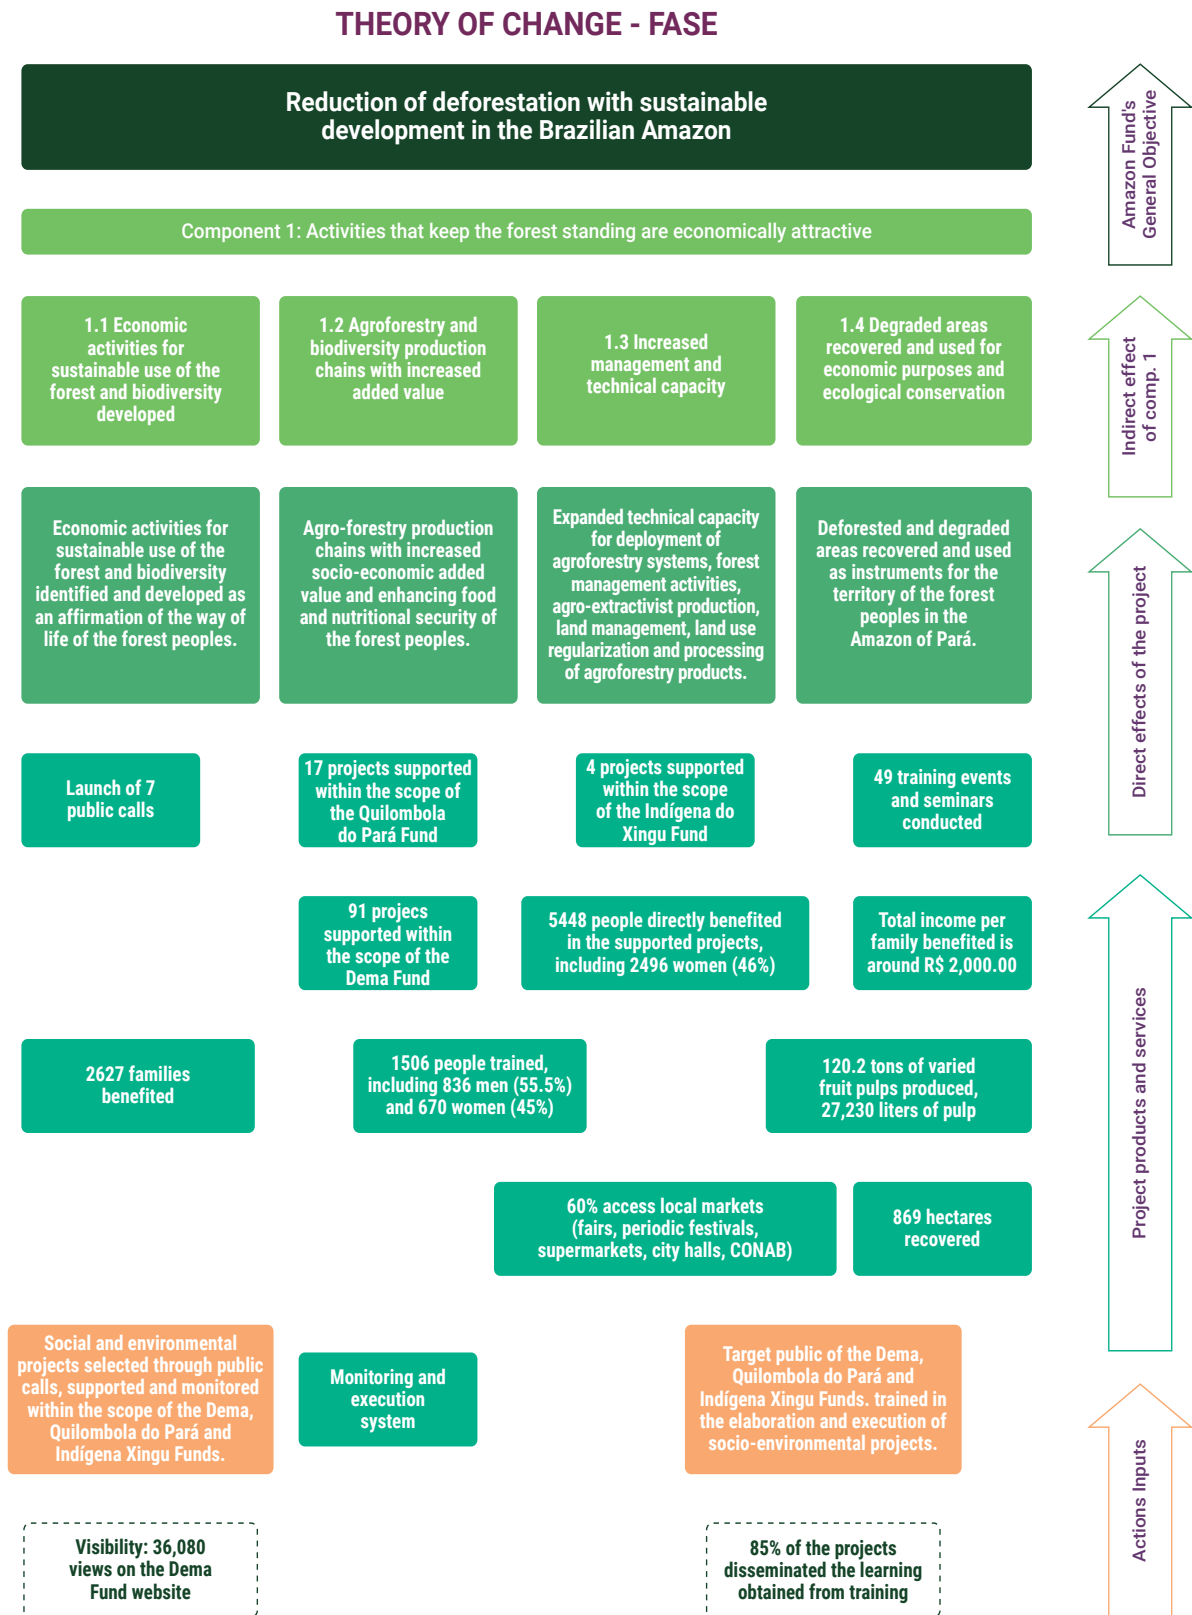 THEORY OF CHANGE - FASE
Reduction of deforestation with sustainable
development in the Brazilian Amazon
Amazon Fund's
General Objective
Component 1: Activities that keep the forest standing are economically attractive
1.1 Economic
activities for
sustainable use of the
forest and biodiversity
developed
1.2 Agroforestry and
biodiversity production
chains with increased
added value
1.3 Increased
management and
technical capacity
1.4 Degraded areas
recovered and used for
economic purposes and
ecological conservation
Indirect effect
of comp. 1
Economic activities for
sustainable use of the
forest and biodiversity
identified and developed as
an affirmation of the way of
life of the forest peoples.
Agro-forestry production
chains with increased
socio-economic added
value and enhancing food
and nutritional security of
the forest peoples.
Expanded technical capacity
for deployment of
agroforestry systems, forest
management activities,
agro-extractivist production,
land management, land use
regularization and processing
of agroforestry products.
Deforested and degraded
areas recovered and used
as instruments for the
territory of the forest
peoples in the
Amazon of Pará.
Direct effects of the project
Launch of 7
public calls
17 projects supported
within the scope of
the Quilombola
do Pará Fund
4 projects supported
within the scope
of the Indígena do
Xingu Fund
49 training events
and seminars
conducted
91 projecs
supported within
the scope of the
Dema Fund
5448 people directly benefited
in the supported projects,
including 2496 women (46%)
Total income per
family benefited is
around R$ 2,000.00
Project products and services
2627 families
benefited
1506 people trained,
including 836 men (55.5%)
and 670 women (45%)
120.2 tons of varied
fruit pulps produced,
27,230 liters of pulp
60% access local markets
(fairs, periodic festivals,
supermarkets, city halls, CONAB)
869 hectares
recovered
Social and environmental
projects selected through public
calls, supported and monitored
within the scope of the Dema,
Quilombola do Pará and
Indígena Xingu Funds.
Monitoring and
execution
system
Target public of the Dema,
Quilombola do Pará and
Indígena Xingu Funds. trained in
the elaboration and execution of
socio-environmental projects.
Actions Inputs
Visibility: 36,080
views on the Dema
Fund website
85% of the projects
disseminated the learning
obtained from training